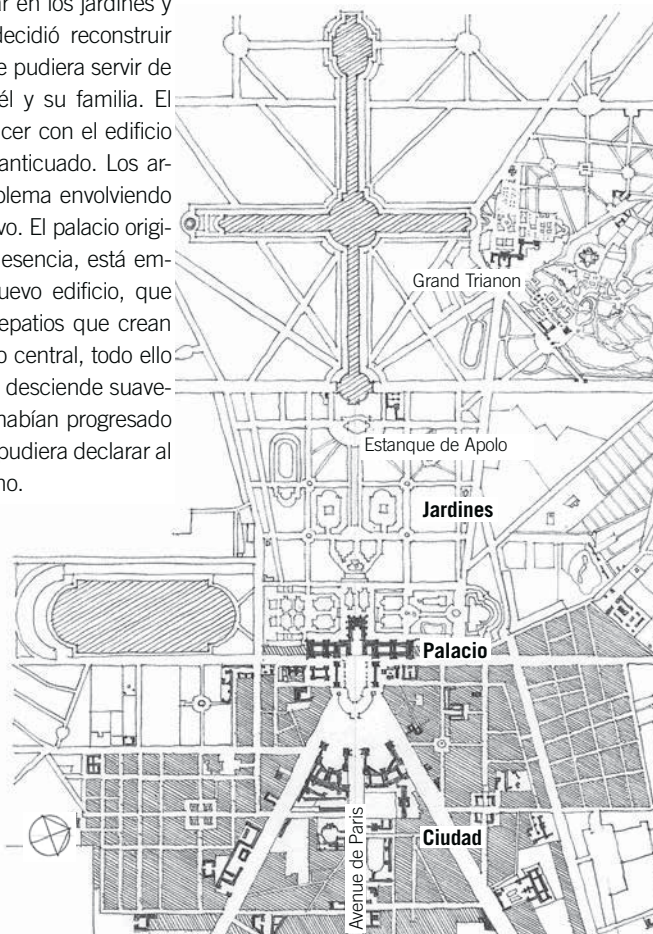 ar en los jardines y
decidió reconstruir
e pudiera servir de
él y su familia. El
cer con el edificio
anticuado. Los ar-
blema envolviendo
vo. El palacio origi-
esencia, está em-
uevo edificio, que
epatios que crean
o central, todo ello
desciende suave-
habían progresado
pudiera declarar al
no.
Grand Trianon
Estanque de Apolo
Jardines
Palacio
Ciudad
Avenue de Paris